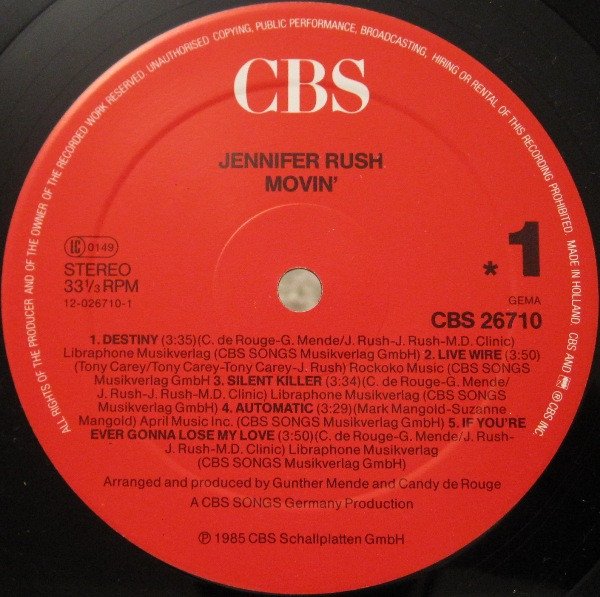 ALL RIGHTS OF THE PRODUCER AND OF THE OWNER OF THE RECORDED WORK RESERVED. UNAUTHORISED COPYING, PUBLIC PERFORMANCE, BROADCASTING, HIRING OR RENTAL OF THIS RECORDING PROHIBITED. MADE IN HOLLAND. CBS AND ® CBS INC.
CBS
JENNIFER RUSH
MOVIN'
LC 0149
STEREO
33⅓ RPM
12-026710-1
* 1
GEMA
CBS 26710
1. DESTINY (3:35)(C. de Rouge-G. Mende/J. Rush-J. Rush-M.D. Clinic)
Libraphone Musikverlag (CBS SONGS Musikverlag GmbH) 2. LIVE WIRE (3:50)
(Tony Carey/Tony Carey-Tony Carey-J. Rush) Rockoko Music (CBS SONGS
Musikverlag GmbH 3. SILENT KILLER (3:34)(C. de Rouge-G. Mende/
J. Rush-J. Rush-M.D. Clinic) Libraphone Musikverlag (CBS SONGS
Musikverlag GmbH) 4. AUTOMATIC (3:29)(Mark Mangold-Suzanne
Mangold) April Music Inc. (CBS SONGS Musikverlag GmbH) 5. IF YOU'RE
EVER GONNA LOSE MY LOVE (3:50)(C. de Rouge-G. Mende/J. Rush-
J. Rush-M.D. Clinic) Libraphone Musikverlag
(CBS SONGS Musikverlag GmbH)
Arranged and produced by Gunther Mende and Candy de Rouge
A CBS SONGS Germany Production
℗ 1985 CBS Schallplatten GmbH